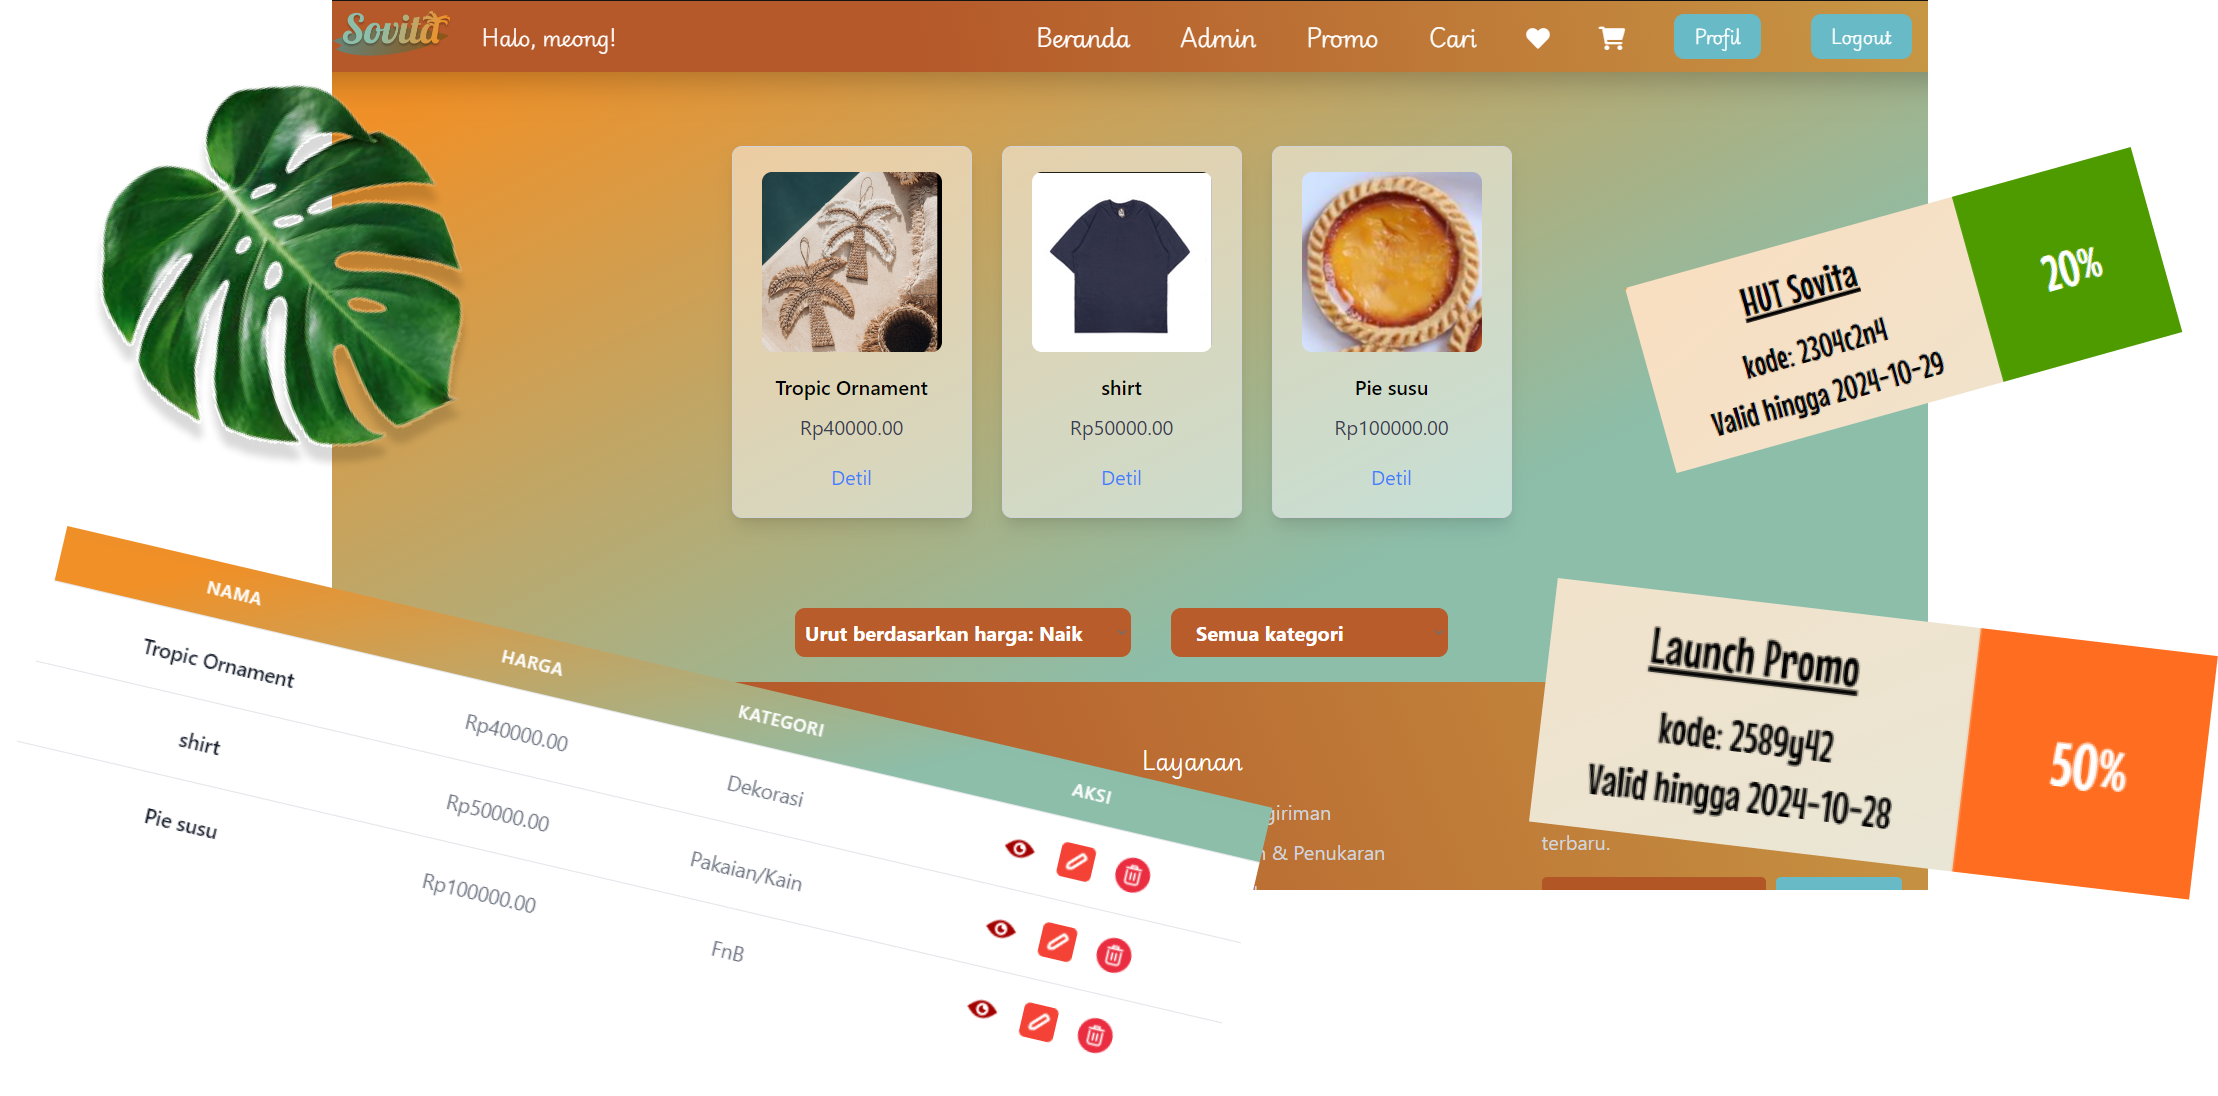 Sovita
Halo, meong!
Beranda
Admin
Promo
Cari
Profil
Logout
Tropic Ornament
Rp40000.00
Detil
shirt
Rp50000.00
Detil
Pie susu
Rp100000.00
Detil
HUT Sovita
kode: 2304c2n4
Valid hingga 2024-10-29
20%
Urut berdasarkan harga: Naik
Semua kategori
Launch Promo
kode: 2589y42
Valid hingga 2024-10-28
50%
NAMA HARGA KATEGORI AKSI
Tropic Ornament Rp40000.00 Dekorasi
shirt Rp50000.00 Pakaian/Kain
Pie susu Rp100000.00 FnB
Layanan
& Penukaran
terbaru.